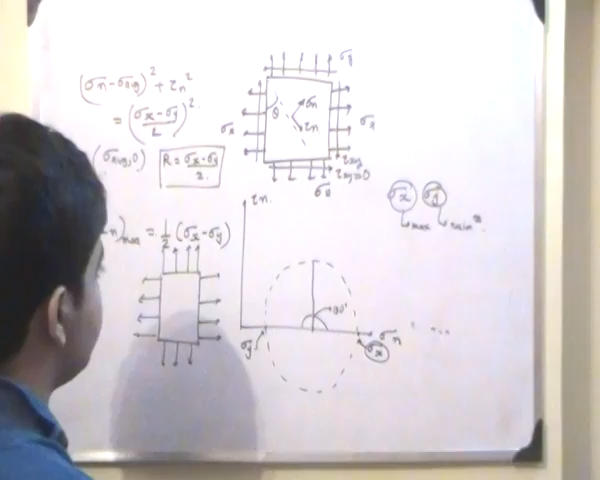 (σn-σavg)² + τn²
= (σx-σy/2)²
(σavg,0) R = σx-σy/2.
n)max = 1/2 (σx-σy)
σy
θ
σn
τn
σx
σx
τxy
τxy=0
σy
τn.
90°
σn
σy
σx
σx σy
max min